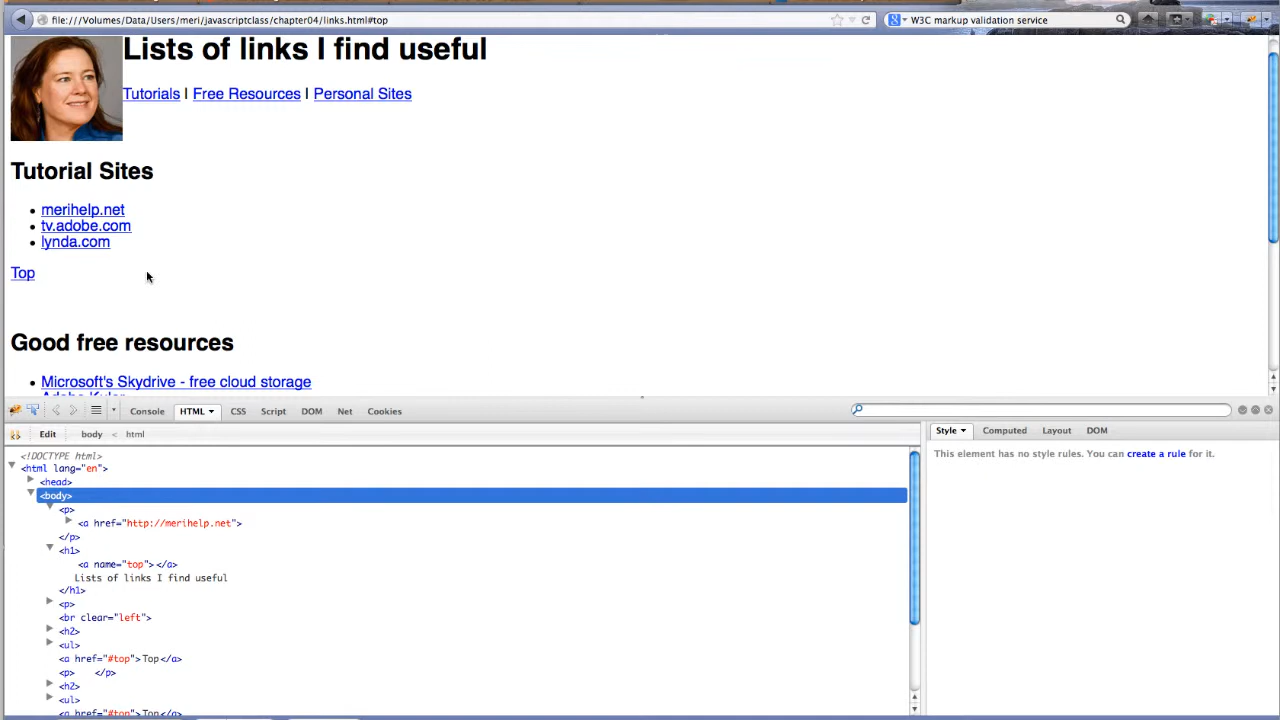 file:///Volumes/Data/Users/meri/javascriptclass/chapter04/links.html#top
W3C markup validation service
Lists of links I find useful
Tutorials | Free Resources | Personal Sites
Tutorial Sites
• merihelp.net
• tv.adobe.com
• lynda.com
Top
Good free resources
• Microsoft's Skydrive - free cloud storage
Console HTML CSS Script DOM Net Cookies
Edit body < html
Style Computed Layout DOM
<!DOCTYPE html>
<html lang="en">
<head>
<body>
<p>
<a href="http://merihelp.net">
</p>
<h1>
<a name="top"></a>
Lists of links I find useful
</h1>
<p>
<br clear="left">
<h2>
<ul>
<a href="#top">Top</a>
<p> </p>
<h2>
<ul>
<a href="#top">Top</a>
This element has no style rules. You can create a rule for it.